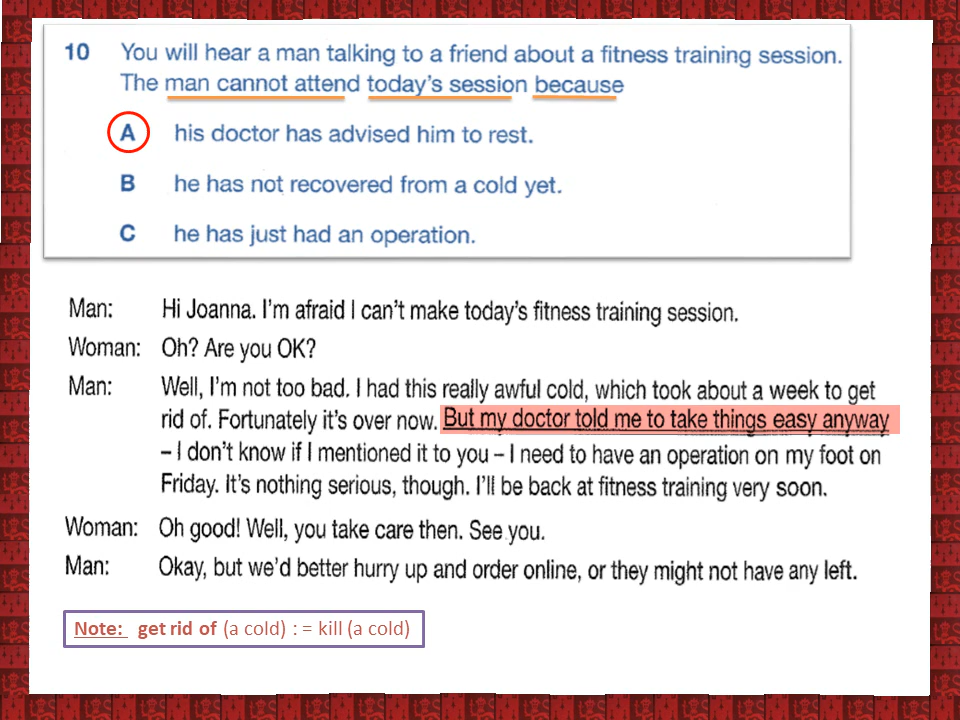 10 You will hear a man talking to a friend about a fitness training session.
The man cannot attend today's session because
A his doctor has advised him to rest.
B he has not recovered from a cold yet.
C he has just had an operation.
Man: Hi Joanna. I'm afraid I can't make today's fitness training session.
Woman: Oh? Are you OK?
Man: Well, I'm not too bad. I had this really awful cold, which took about a week to get
rid of. Fortunately it's over now. But my doctor told me to take things easy anyway
– I don't know if I mentioned it to you – I need to have an operation on my foot on
Friday. It's nothing serious, though. I'll be back at fitness training very soon.
Woman: Oh good! Well, you take care then. See you.
Man: Okay, but we'd better hurry up and order online, or they might not have any left.
Note: get rid of (a cold) : = kill (a cold)